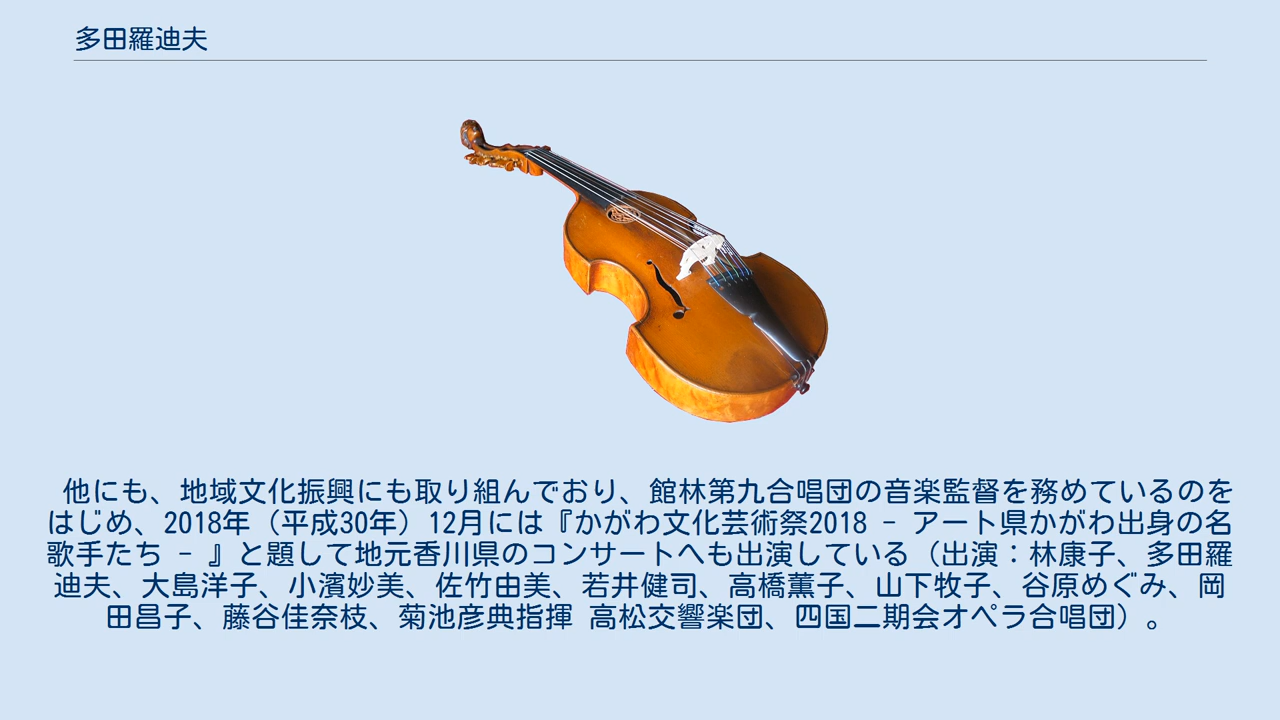 多田羅迪夫
他にも、地域文化振興にも取り組んでおり、館林第九合唱団の音楽監督を務めているのを
はじめ、2018年（平成30年）12月には『かがわ文化芸術祭2018 － アート県かがわ出身の名
歌手たち － 』と題して地元香川県のコンサートへも出演している（出演：林康子、多田羅
迪夫、大島洋子、小濱妙美、佐竹由美、若井健司、高橋薫子、山下牧子、谷原めぐみ、岡
田昌子、藤谷佳奈枝、菊池彦典指揮 高松交響楽団、四国二期会オペラ合唱団）。